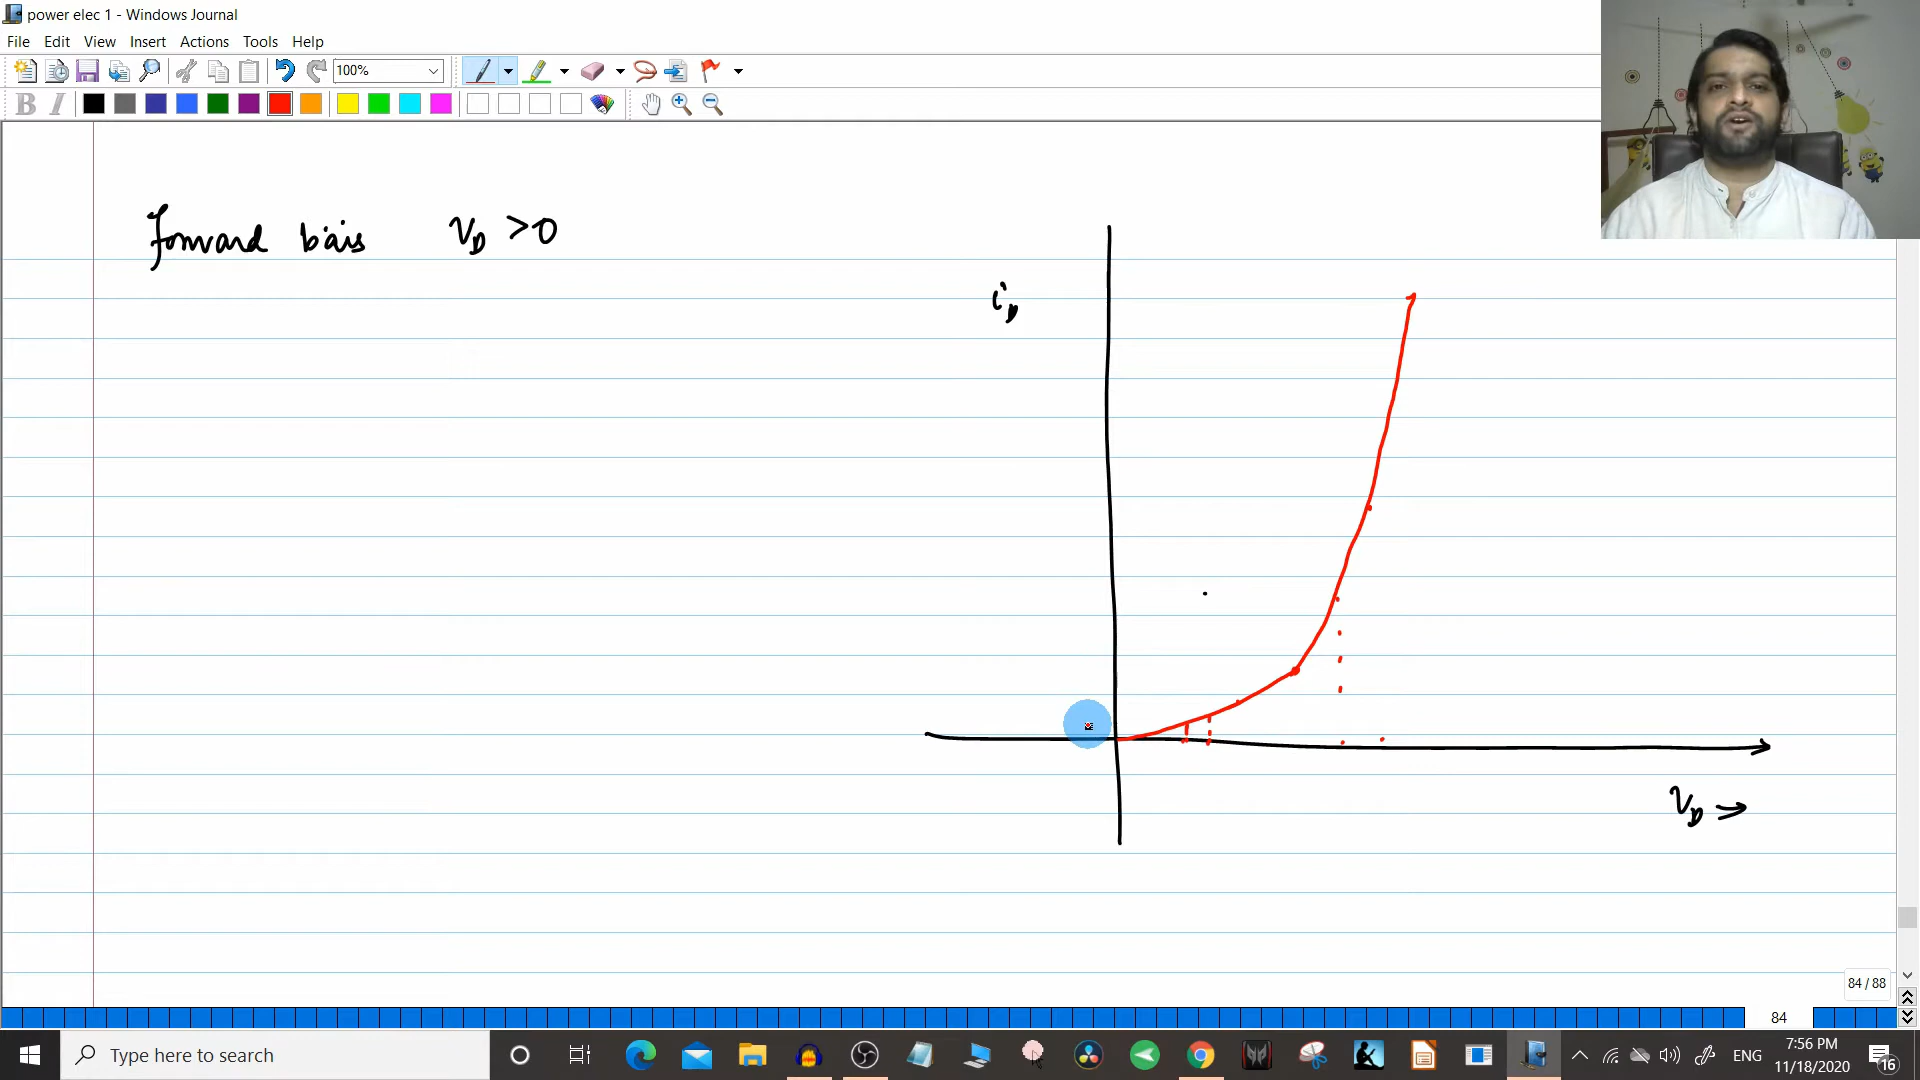 power elec 1 - Windows Journal
File Edit View Insert Actions Tools Help
100%
B I
Forward bais V_D >0
i_D
V_D ⇒
84 / 88
84
Type here to search
ENG
7:56 PM
11/18/2020
16